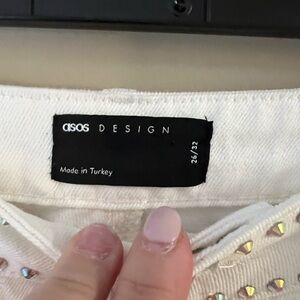 asos DESIGN
26/32
Made in Turkey